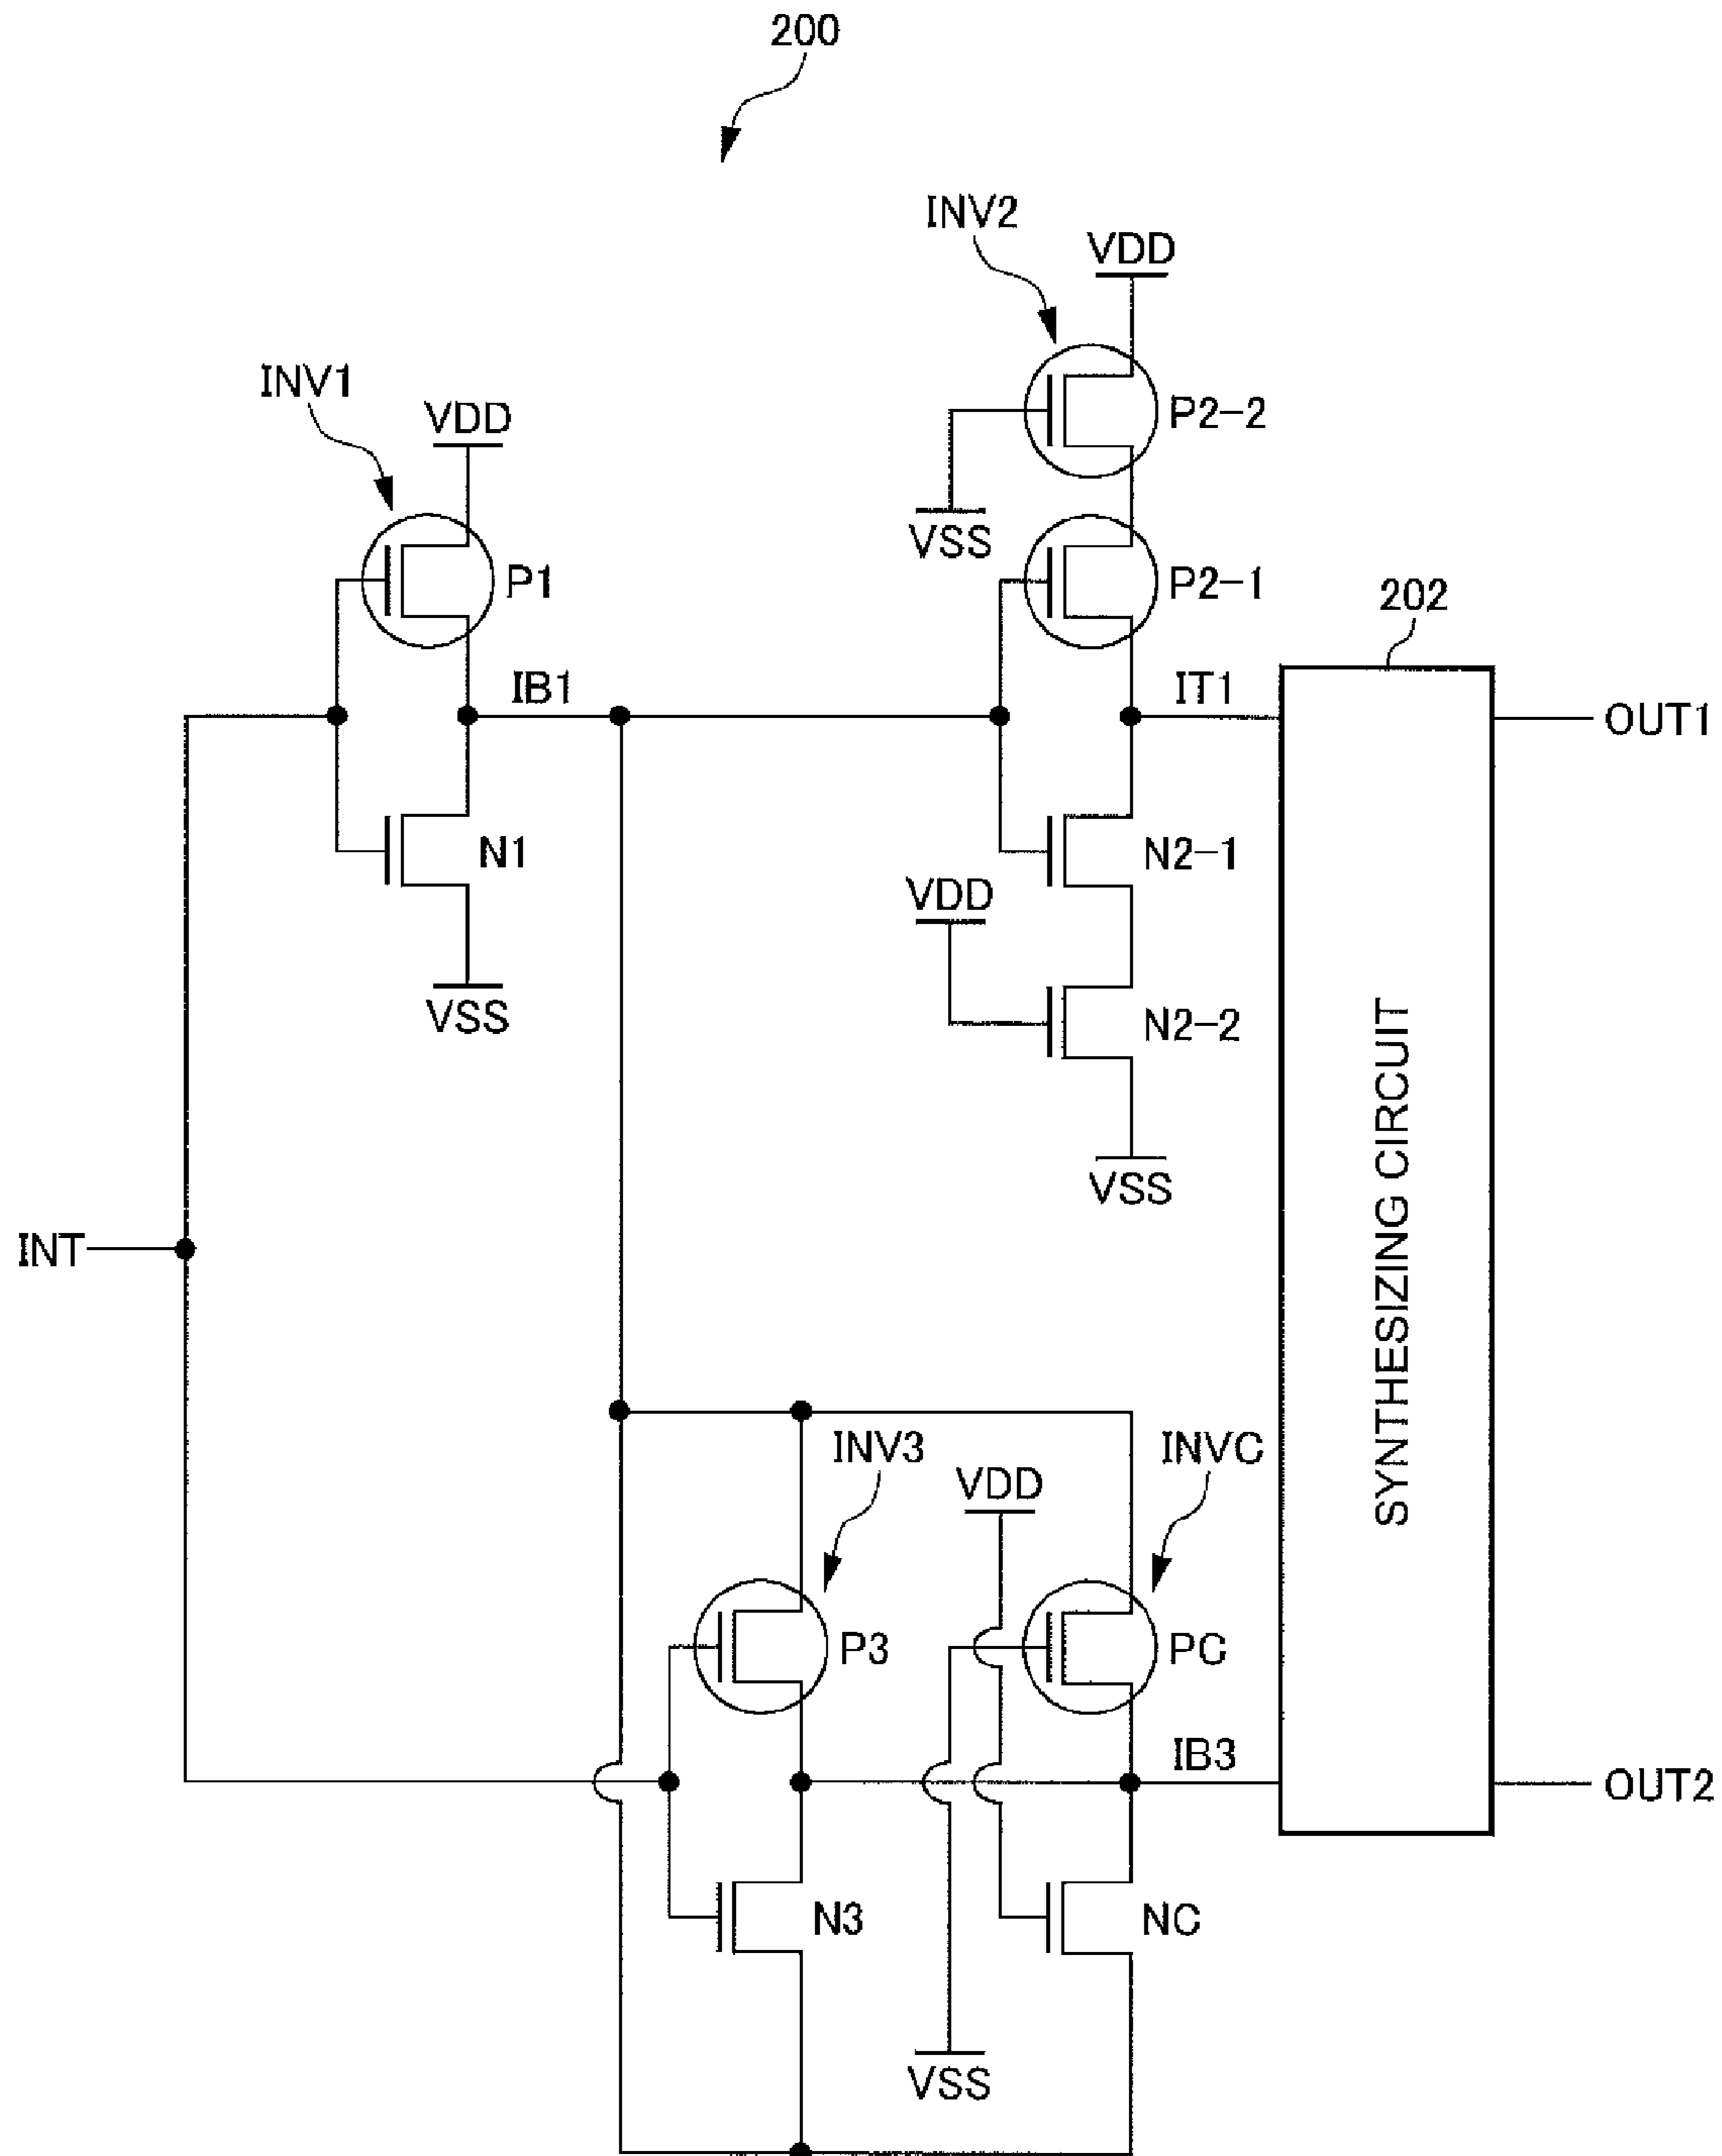 200
INV2
VDD
INV1
VDD
P2-2
VSS
P1
P2-1
202
IB1
IT1
OUT1
N1
N2-1
VDD
VSS
N2-2
VSS
SYNTHESIZING CIRCUIT
INT
INV3
INVC
VDD
P3
PC
IB3
OUT2
N3
NC
VSS